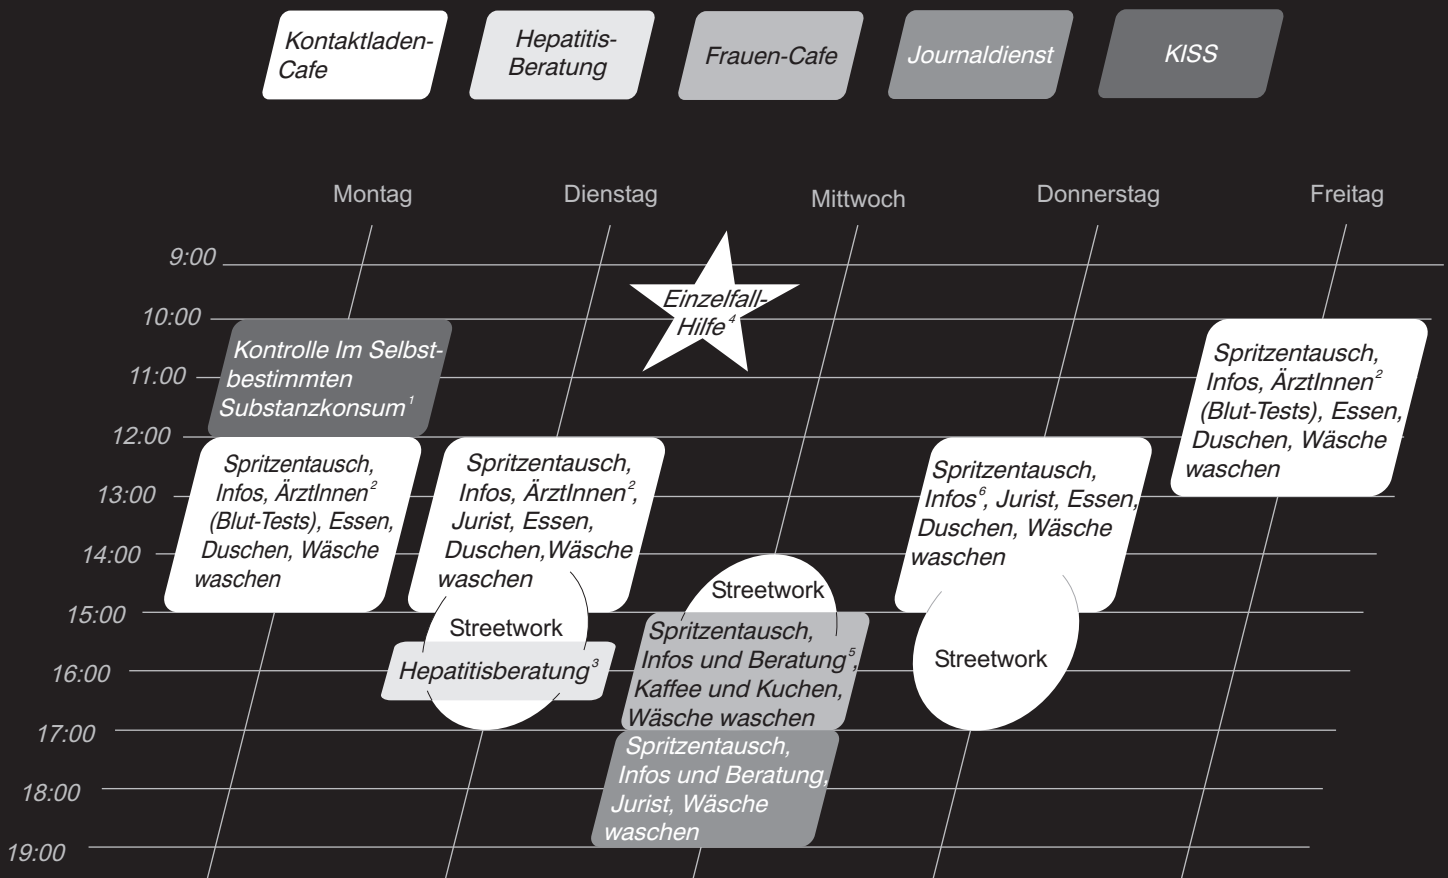 Kontaktladen-
Cafe
Hepatitis-
Beratung
Frauen-Cafe
Journaldienst
KISS
Montag
Dienstag
Mittwoch
Donnerstag
Freitag
9:00
10:00
11:00
12:00
13:00
14:00
15:00
16:00
17:00
18:00
19:00
Kontrolle Im Selbst-
bestimmten
Substanzkonsum¹
Spritzentausch,
Infos, ÄrztInnen²
(Blut-Tests), Essen,
Duschen, Wäsche
waschen
Spritzentausch,
Infos, ÄrztInnen²,
Jurist, Essen,
Duschen,Wäsche
waschen
Streetwork
Hepatitisberatung³
Einzelfall-
Hilfe⁴
Streetwork
Spritzentausch,
Infos und Beratung⁵,
Kaffee und Kuchen,
Wäsche waschen
Spritzentausch,
Infos und Beratung,
Jurist, Wäsche
waschen
Spritzentausch,
Infos⁶, Jurist, Essen,
Duschen, Wäsche
waschen
Streetwork
Spritzentausch,
Infos, ÄrztInnen²
(Blut-Tests), Essen,
Duschen, Wäsche
waschen